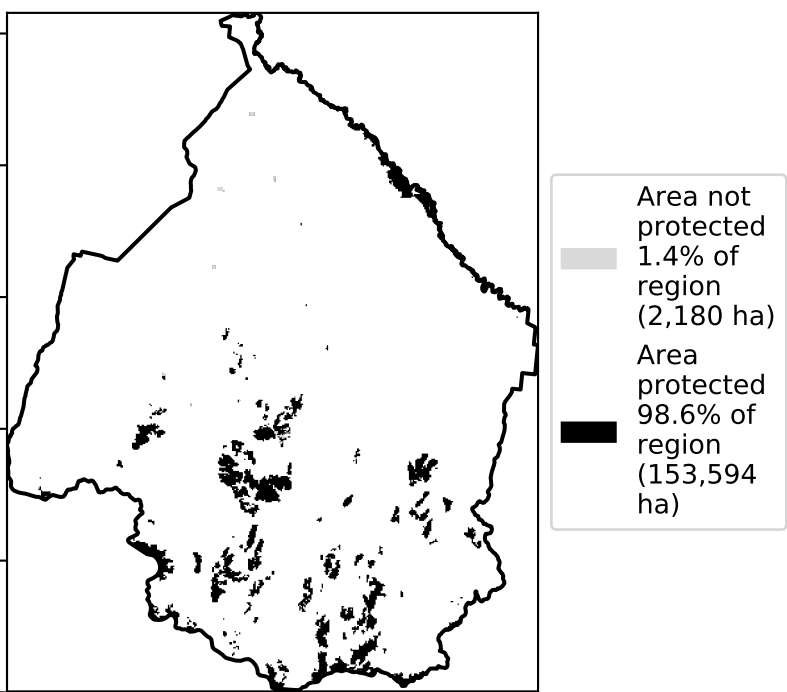 Area not
protected
1.4% of
region
(2,180 ha)
Area
protected
98.6% of
region
(153,594
ha)